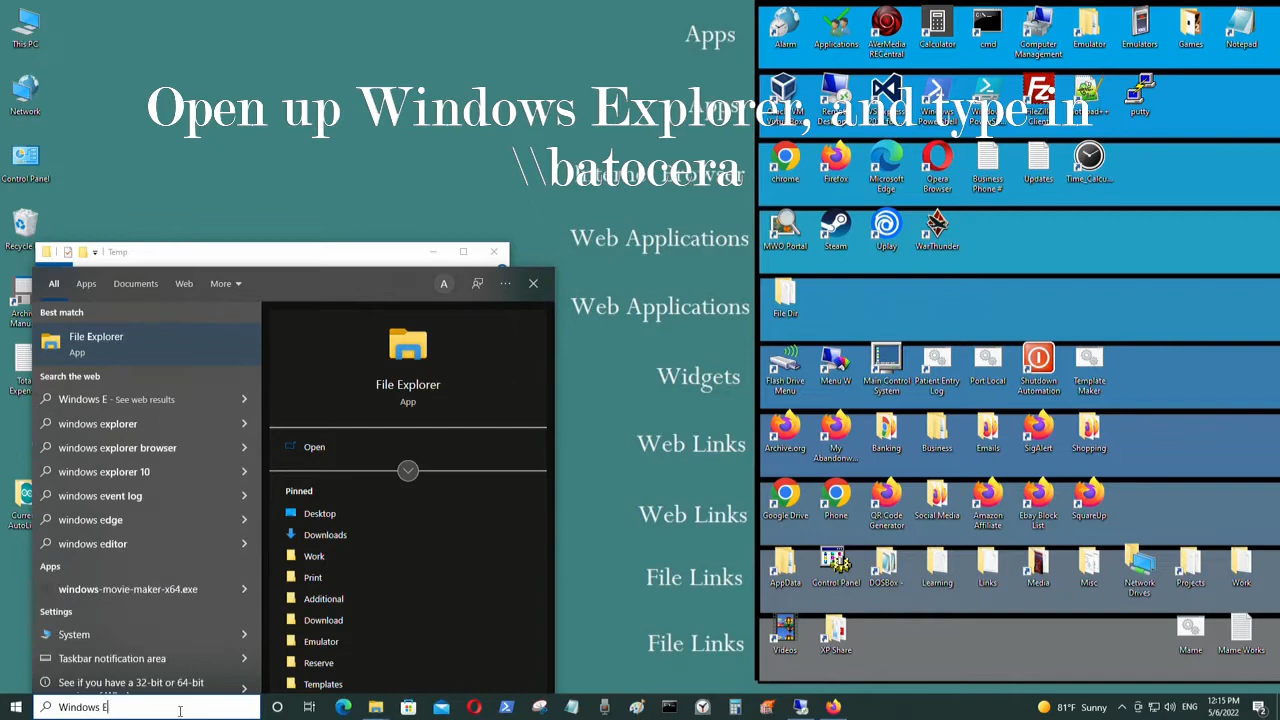 Open up Windows Explorer, and type in
\\batocera
This PC
Network
Control Panel
Recycle
Apps
Apps
Web Applications
Web Applications
Widgets
Web Links
Web Links
File Links
File Links
Alarm
Applications
AVerMedia
RECentral
Calculator
cmd
Computer
Management
Emulator
Emulators
Games
Notepad
putty
chrome
Firefox
Microsoft
Edge
Opera
Browser
Business
Phone #
Updates
Time_Calcu...
MWO Portal
Steam
Uplay
WarThunder
File Dir
Flash Drive
Menu
Menu W
Main Control
System
Patient Entry
Log
Port Local
Shutdown
Automation
Template
Maker
Archive.org
My
Abandonw...
Banking
Business
Emails
SigAlert
Shopping
Google Drive
Phone
QR Code
Generator
Social Media
Amazon
Affiliate
Ebay Block
List
SquareUp
AppData
Control Panel
DOSBox -
Learning
Links
Media
Misc
Network
Drives
Projects
Work
Videos
XP Share
Mame
Mame Works
Temp
All Apps Documents Web More
A
Best match
File Explorer
App
Search the web
Windows E - See web results
windows explorer
windows explorer browser
windows explorer 10
windows event log
windows edge
windows editor
Apps
windows-movie-maker-x64.exe
Settings
System
Taskbar notification area
See if you have a 32-bit or 64-bit
File Explorer
App
Open
Pinned
Desktop
Downloads
Work
Print
Additional
Download
Emulator
Reserve
Templates
Windows E
81°F Sunny
12:15 PM
5/6/2022
2